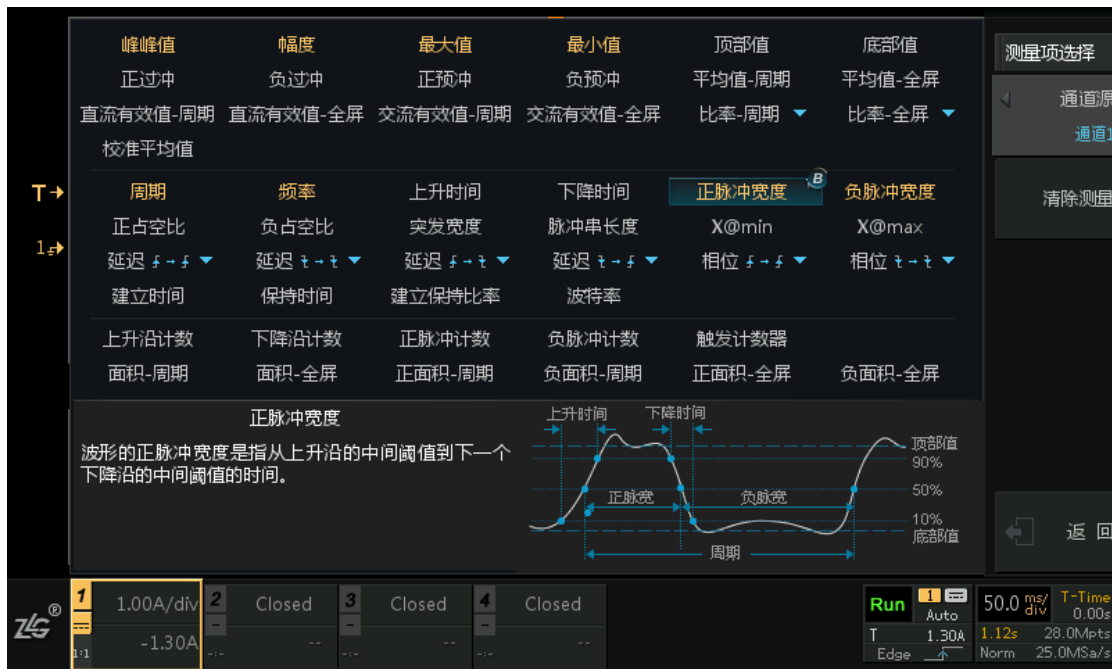 峰峰值 幅度 最大值 最小值 顶部值 底部值
正过冲 负过冲 正预冲 负预冲 平均值-周期 平均值-全屏
直流有效值-周期 直流有效值-全屏 交流有效值-周期 交流有效值-全屏 比率-周期 比率-全屏
校准平均值
周期 频率 上升时间 下降时间 正脉冲宽度 B 负脉冲宽度
正占空比 负占空比 突发宽度 脉冲串长度 X@min X@max
延迟 延迟 延迟 延迟 相位 相位
建立时间 保持时间 建立保持比率 波特率
上升沿计数 下降沿计数 正脉冲计数 负脉冲计数 触发计数器
面积-周期 面积-全屏 正面积-周期 负面积-周期 正面积-全屏 负面积-全屏
T
1
测量项选择
通道源
通道1
清除测量
返 回
正脉冲宽度
波形的正脉冲宽度是指从上升沿的中间阈值到下一个
下降沿的中间阈值的时间。
上升时间 下降时间
顶部值
90%
正脉宽 负脉宽 50%
10%
底部值
周期
ZLG®
1 1.00A/div 2 Closed 3 Closed 4 Closed
1:1 -1.30A -:- -- -:- -- -:- --
Run 1 Auto
T 1.30A
Edge
50.0 ms/div T-Time
0.00s
1.12s 28.0Mpts
Norm 25.0MSa/s